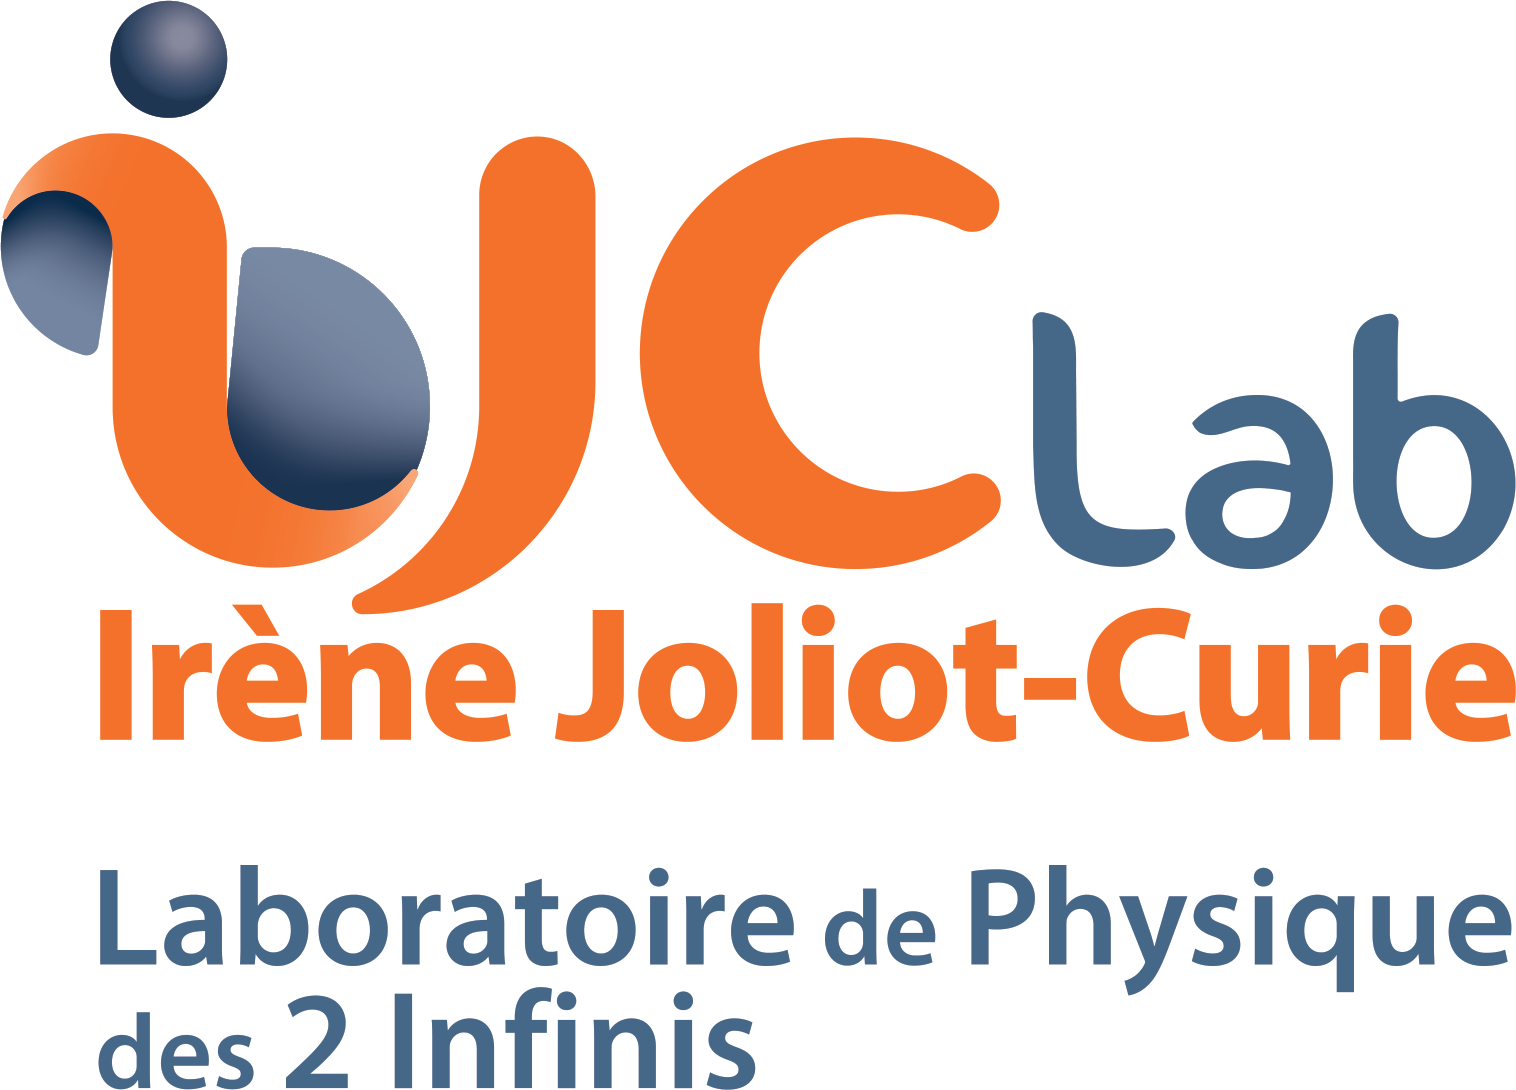 iJCLab
Irène Joliot-Curie
Laboratoire de Physique
des 2 Infinis